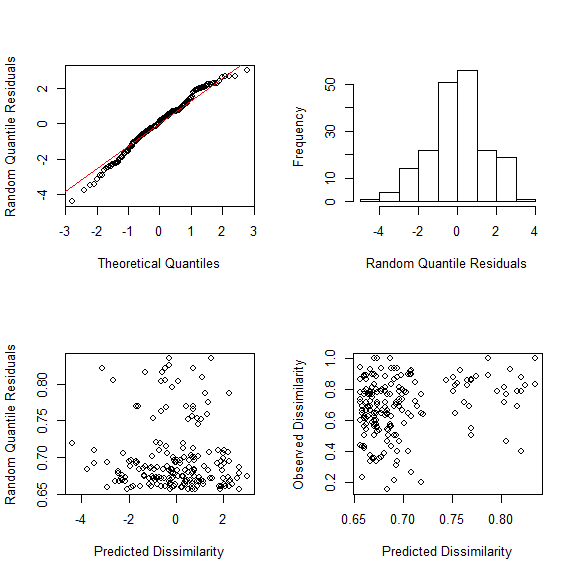 Random Quantile Residuals
-4 -2 0 2
-3 -2 -1 0 1 2 3
Theoretical Quantiles
Frequency
0 10 30 50
-4 -2 0 2 4
Random Quantile Residuals
Random Quantile Residuals
0.65 0.70 0.75 0.80
-4 -2 0 2
Predicted Dissimilarity
Observed Dissimilarity
0.2 0.4 0.6 0.8 1.0
0.65 0.70 0.75 0.80
Predicted Dissimilarity